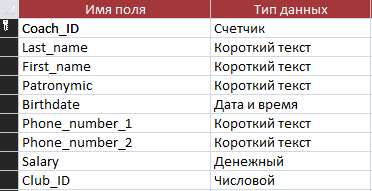 Имя поля Тип данных
Coach_ID Счетчик
Last_name Короткий текст
First_name Короткий текст
Patronymic Короткий текст
Birthdate Дата и время
Phone_number_1 Короткий текст
Phone_number_2 Короткий текст
Salary Денежный
Club_ID Числовой